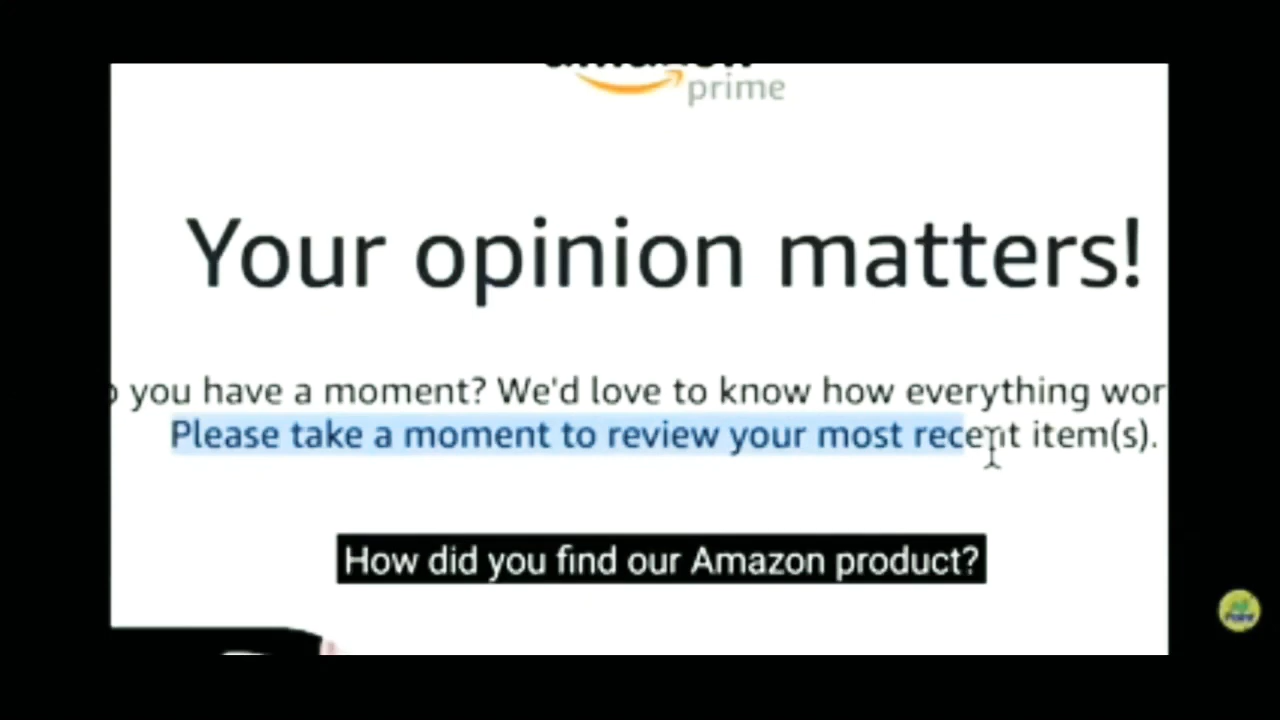 prime
Your opinion matters!
you have a moment? We'd love to know how everything wor
Please take a moment to review your most recent item(s).
How did you find our Amazon product?